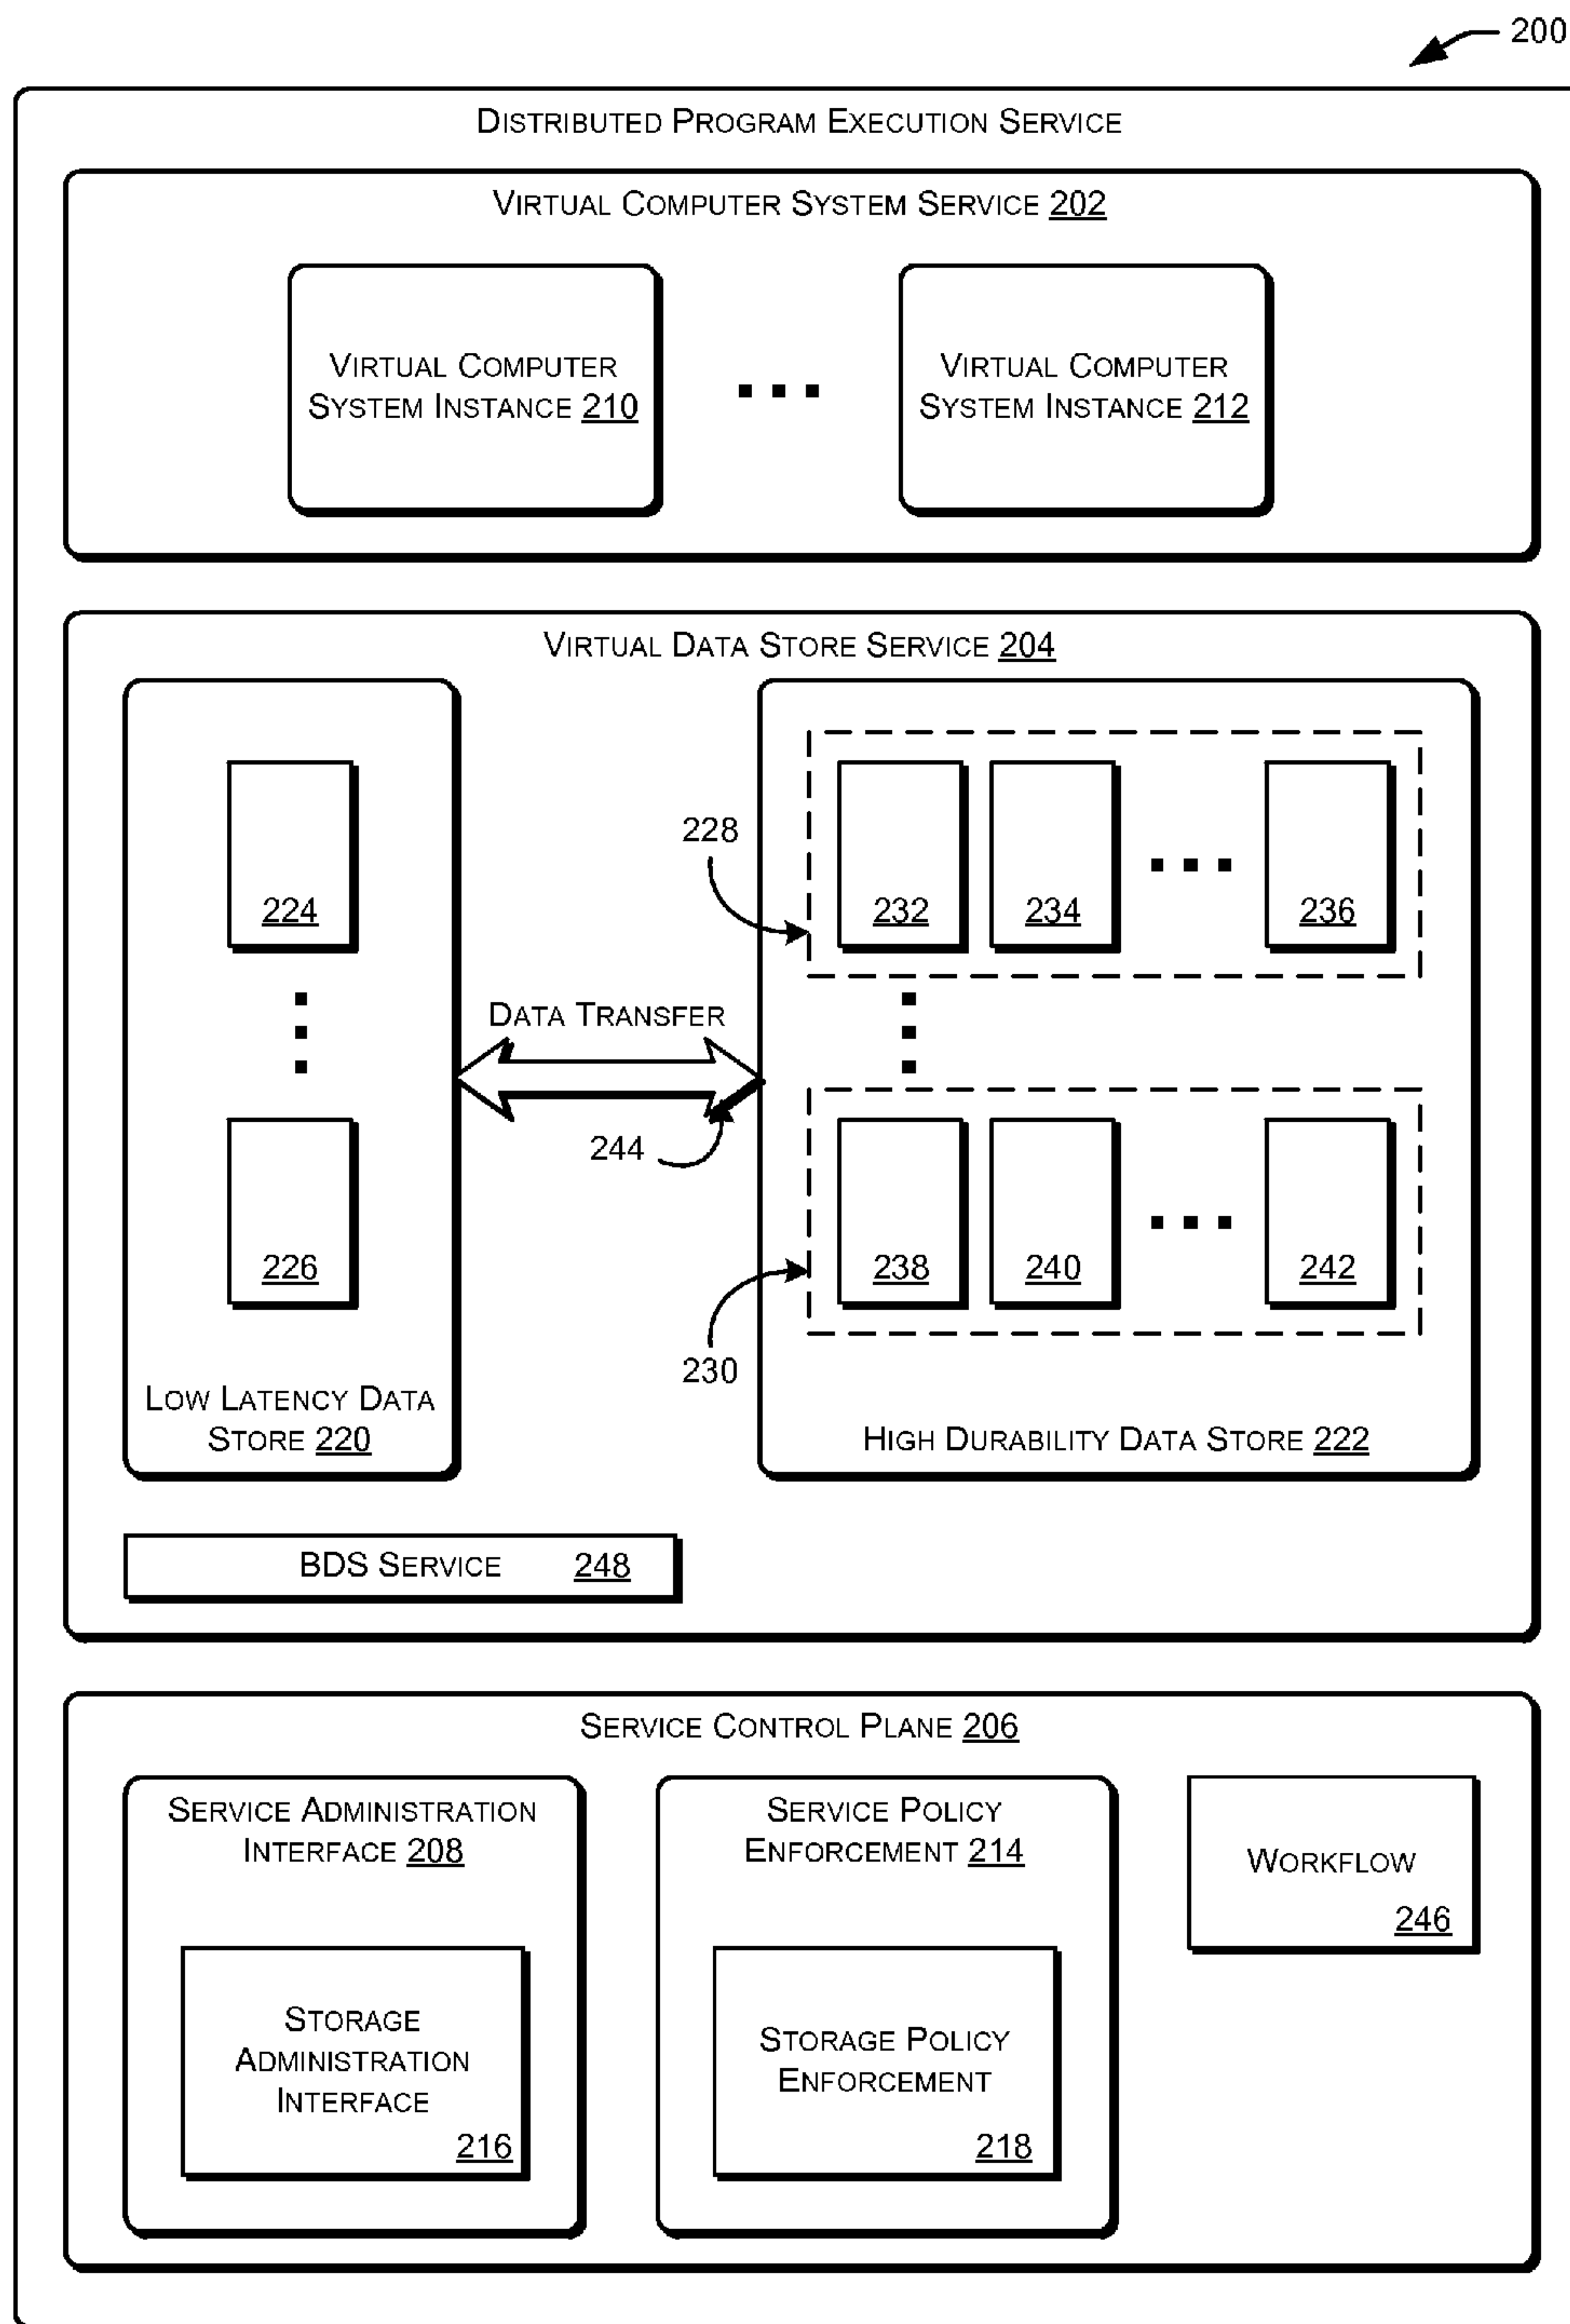 200
DISTRIBUTED PROGRAM EXECUTION SERVICE
VIRTUAL COMPUTER SYSTEM SERVICE 202
VIRTUAL COMPUTER
SYSTEM INSTANCE 210
VIRTUAL COMPUTER
SYSTEM INSTANCE 212
VIRTUAL DATA STORE SERVICE 204
224
226
LOW LATENCY DATA
STORE 220
DATA TRANSFER
244
228
232 234 236
230
238 240 242
HIGH DURABILITY DATA STORE 222
BDS SERVICE 248
SERVICE CONTROL PLANE 206
SERVICE ADMINISTRATION
INTERFACE 208
STORAGE
ADMINISTRATION
INTERFACE
216
SERVICE POLICY
ENFORCEMENT 214
STORAGE POLICY
ENFORCEMENT
218
WORKFLOW
246